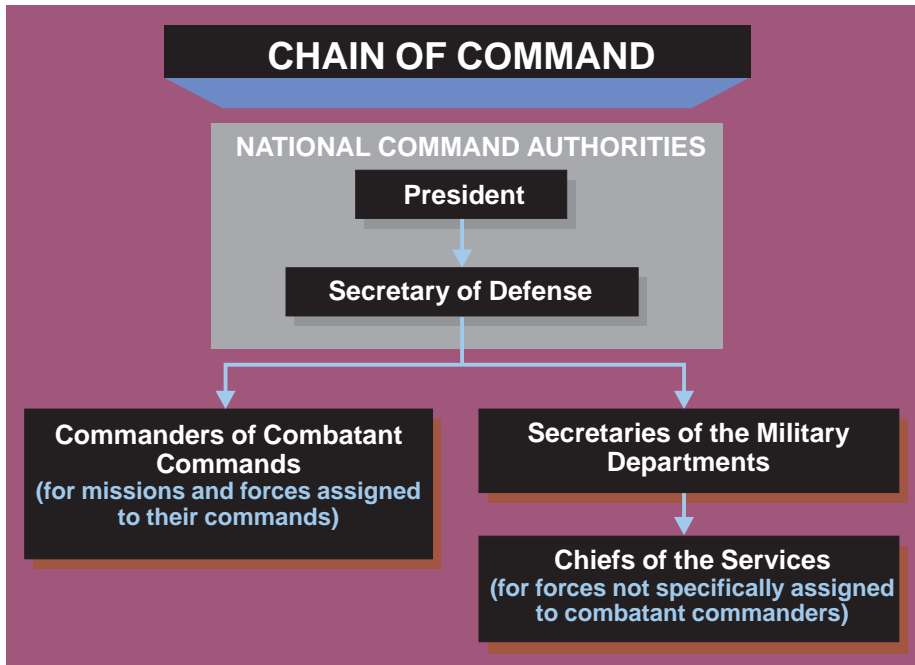 CHAIN OF COMMAND
NATIONAL COMMAND AUTHORITIES
President
Secretary of Defense
Commanders of Combatant
Commands
(for missions and forces assigned
to their commands)
Secretaries of the Military
Departments
Chiefs of the Services
(for forces not specifically assigned
to combatant commanders)